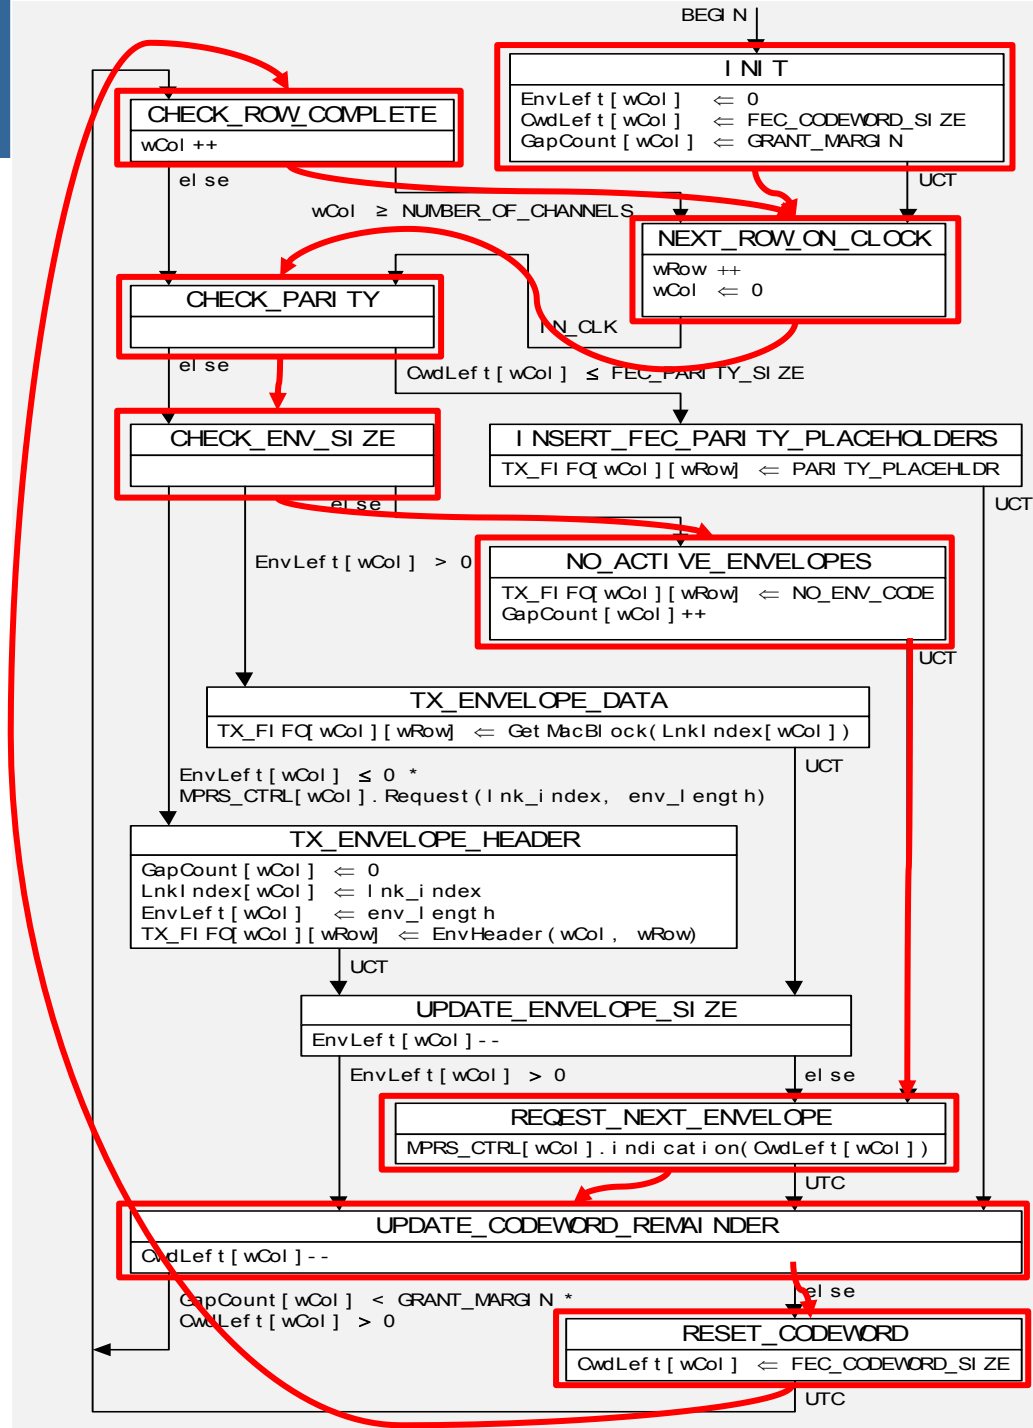 BEGIN
INIT
EnvLeft[wCol] ⇐ 0
CwdLeft[wCol] ⇐ FEC_CODEWORD_SIZE
GapCount[wCol] ⇐ GRANT_MARGIN
UCT
CHECK_ROW_COMPLETE
wCol++
else
wCol ≥ NUMBER_OF_CHANNELS
NEXT_ROW_ON_CLOCK
wRow ++
wCol ⇐ 0
IN_CLK
CHECK_PARITY
else
CwdLeft[wCol] ≤ FEC_PARITY_SIZE
CHECK_ENV_SIZE
INSERT_FEC_PARITY_PLACEHOLDERS
TX_FIFO[wCol][wRow] ⇐ PARITY_PLACEHLDR
UCT
else
EnvLeft[wCol] > 0
NO_ACTIVE_ENVELOPES
TX_FIFO[wCol][wRow] ⇐ NO_ENV_CODE
GapCount[wCol]++
UCT
TX_ENVELOPE_DATA
TX_FIFO[wCol][wRow] ⇐ GetMacBlock(LnkIndex[wCol])
UCT
EnvLeft[wCol] ≤ 0 *
MPRS_CTRL[wCol].Request(lnk_index, env_length)
TX_ENVELOPE_HEADER
GapCount[wCol] ⇐ 0
LnkIndex[wCol] ⇐ lnk_index
EnvLeft[wCol] ⇐ env_length
TX_FIFO[wCol][wRow] ⇐ EnvHeader(wCol, wRow)
UCT
UPDATE_ENVELOPE_SIZE
EnvLeft[wCol]--
EnvLeft[wCol] > 0
else
REQEST_NEXT_ENVELOPE
MPRS_CTRL[wCol].indication(CwdLeft[wCol])
UTC
UPDATE_CODEWORD_REMAINDER
CwdLeft[wCol]--
GapCount[wCol] < GRANT_MARGIN *
CwdLeft[wCol] > 0
else
RESET_CODEWORD
CwdLeft[wCol] ⇐ FEC_CODEWORD_SIZE
UTC